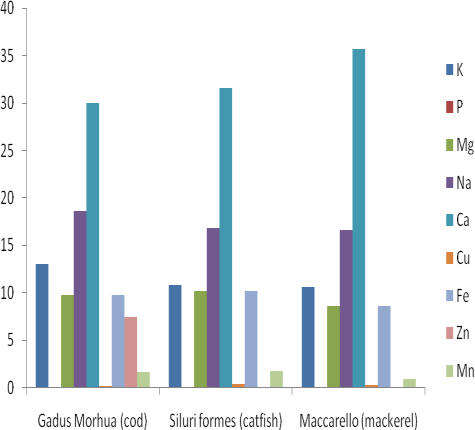 40
35
30
25
20
15
10
5
0
Gadus Morhua (cod) Siluri formes (catfish) Maccarello (mackerel)
K
P
Mg
Na
Ca
Cu
Fe
Zn
Mn